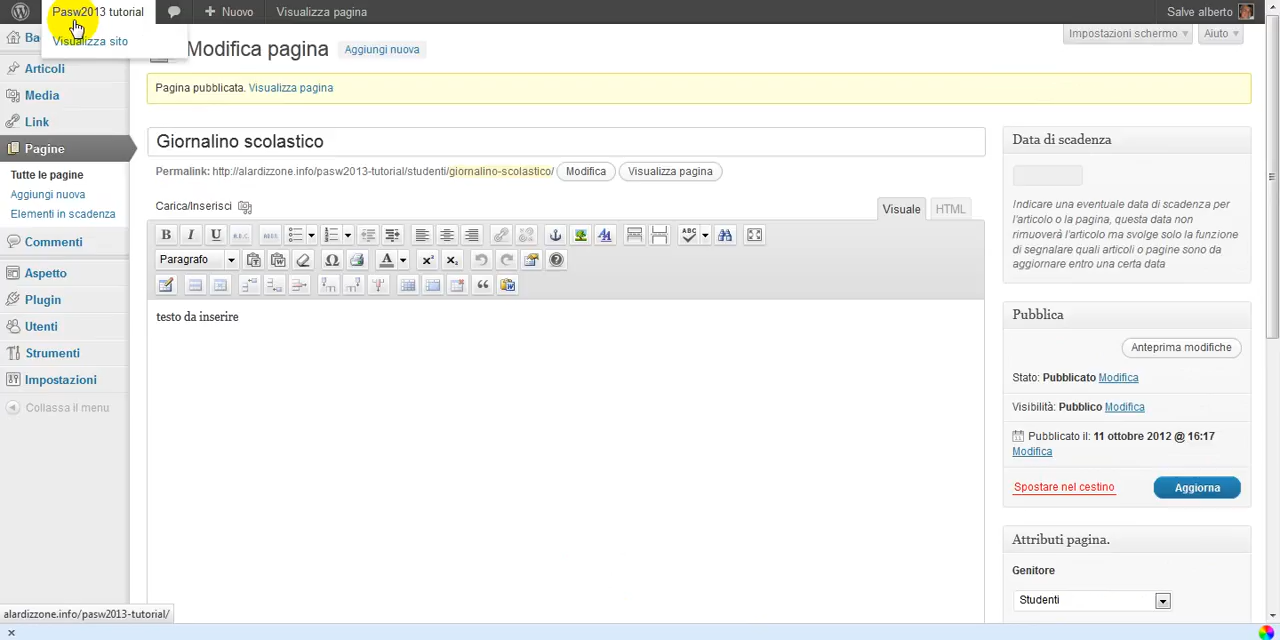 Pasw2013 tutorial
Nuovo
Visualizza pagina
Salve alberto
Visualizza sito
Ba
Modifica pagina
Aggiungi nuova
Impostazioni schermo
Aiuto
Articoli
Media
Link
Pagine
Tutte le pagine
Aggiungi nuova
Elementi in scadenza
Commenti
Aspetto
Plugin
Utenti
Strumenti
Impostazioni
Collassa il menu
Pagina pubblicata. Visualizza pagina
Giornalino scolastico
Permalink: http://alardizzone.info/pasw2013-tutorial/studenti/giornalino-scolastico/ Modifica Visualizza pagina
Carica/Inserisci
Visuale HTML
B I U ABC
ABC
Paragrafo
testo da inserire
Data di scadenza
Indicare una eventuale data di scadenza per
l'articolo o la pagina, questa data non
rimuoverà l'articolo ma svolge solo la funzione
di segnalare quali articoli o pagine sono da
aggiornare entro una certa data
Pubblica
Anteprima modifiche
Stato: Pubblicato Modifica
Visibilità: Pubblico Modifica
Pubblicato il: 11 ottobre 2012 @ 16:17
Modifica
Spostare nel cestino
Aggiorna
Attributi pagina.
Genitore
Studenti
alardizzone.info/pasw2013-tutorial/